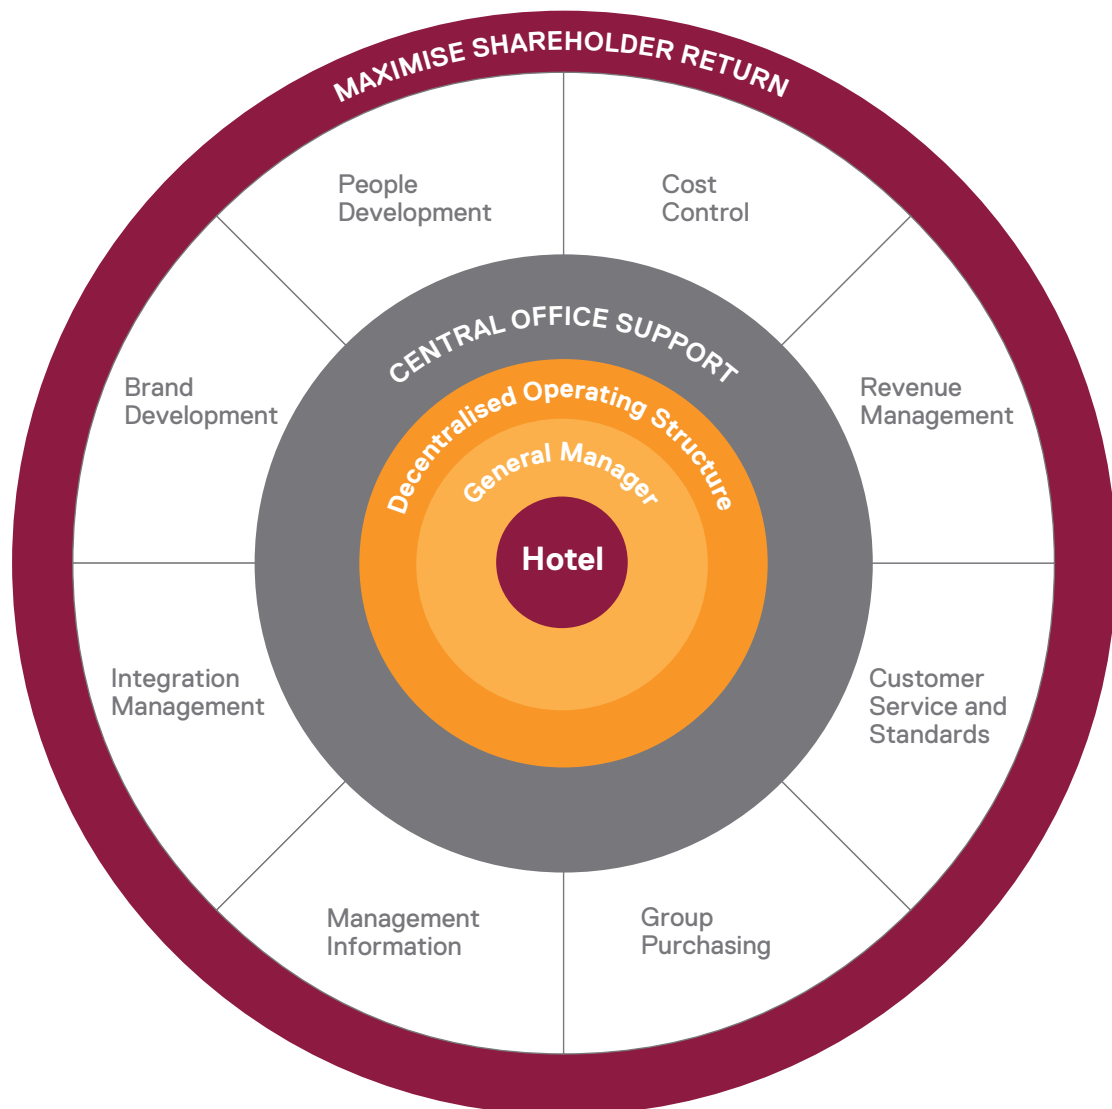 MAXIMISE SHAREHOLDER RETURN
People
Development
Cost
Control
CENTRAL OFFICE SUPPORT
Brand
Development
Decentralised Operating Structure
Revenue
Management
General Manager
Hotel
Integration
Management
Customer
Service and
Standards
Management
Information
Group
Purchasing